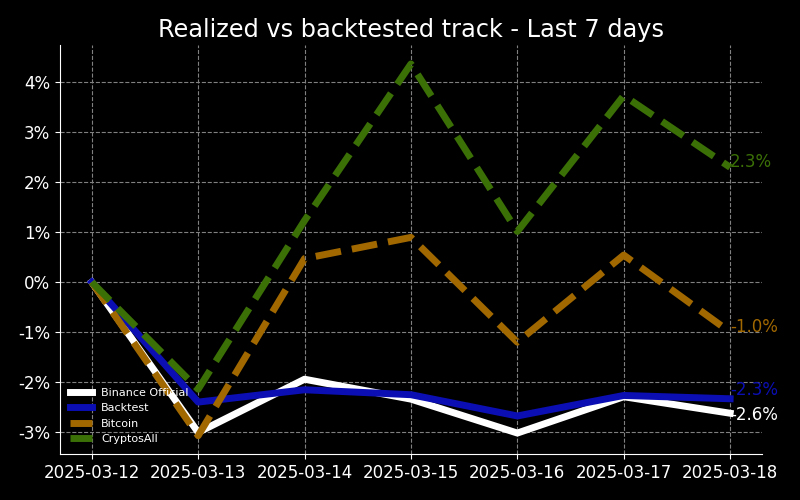 Realized vs backtested track - Last 7 days
4%
3%
2%
1%
0%
-1%
-2%
-3%
2.3%
-1.0%
-2.3%
-2.6%
Binance Official
Backtest
Bitcoin
CryptosAll
2025-03-12 2025-03-13 2025-03-14 2025-03-15 2025-03-16 2025-03-17 2025-03-18